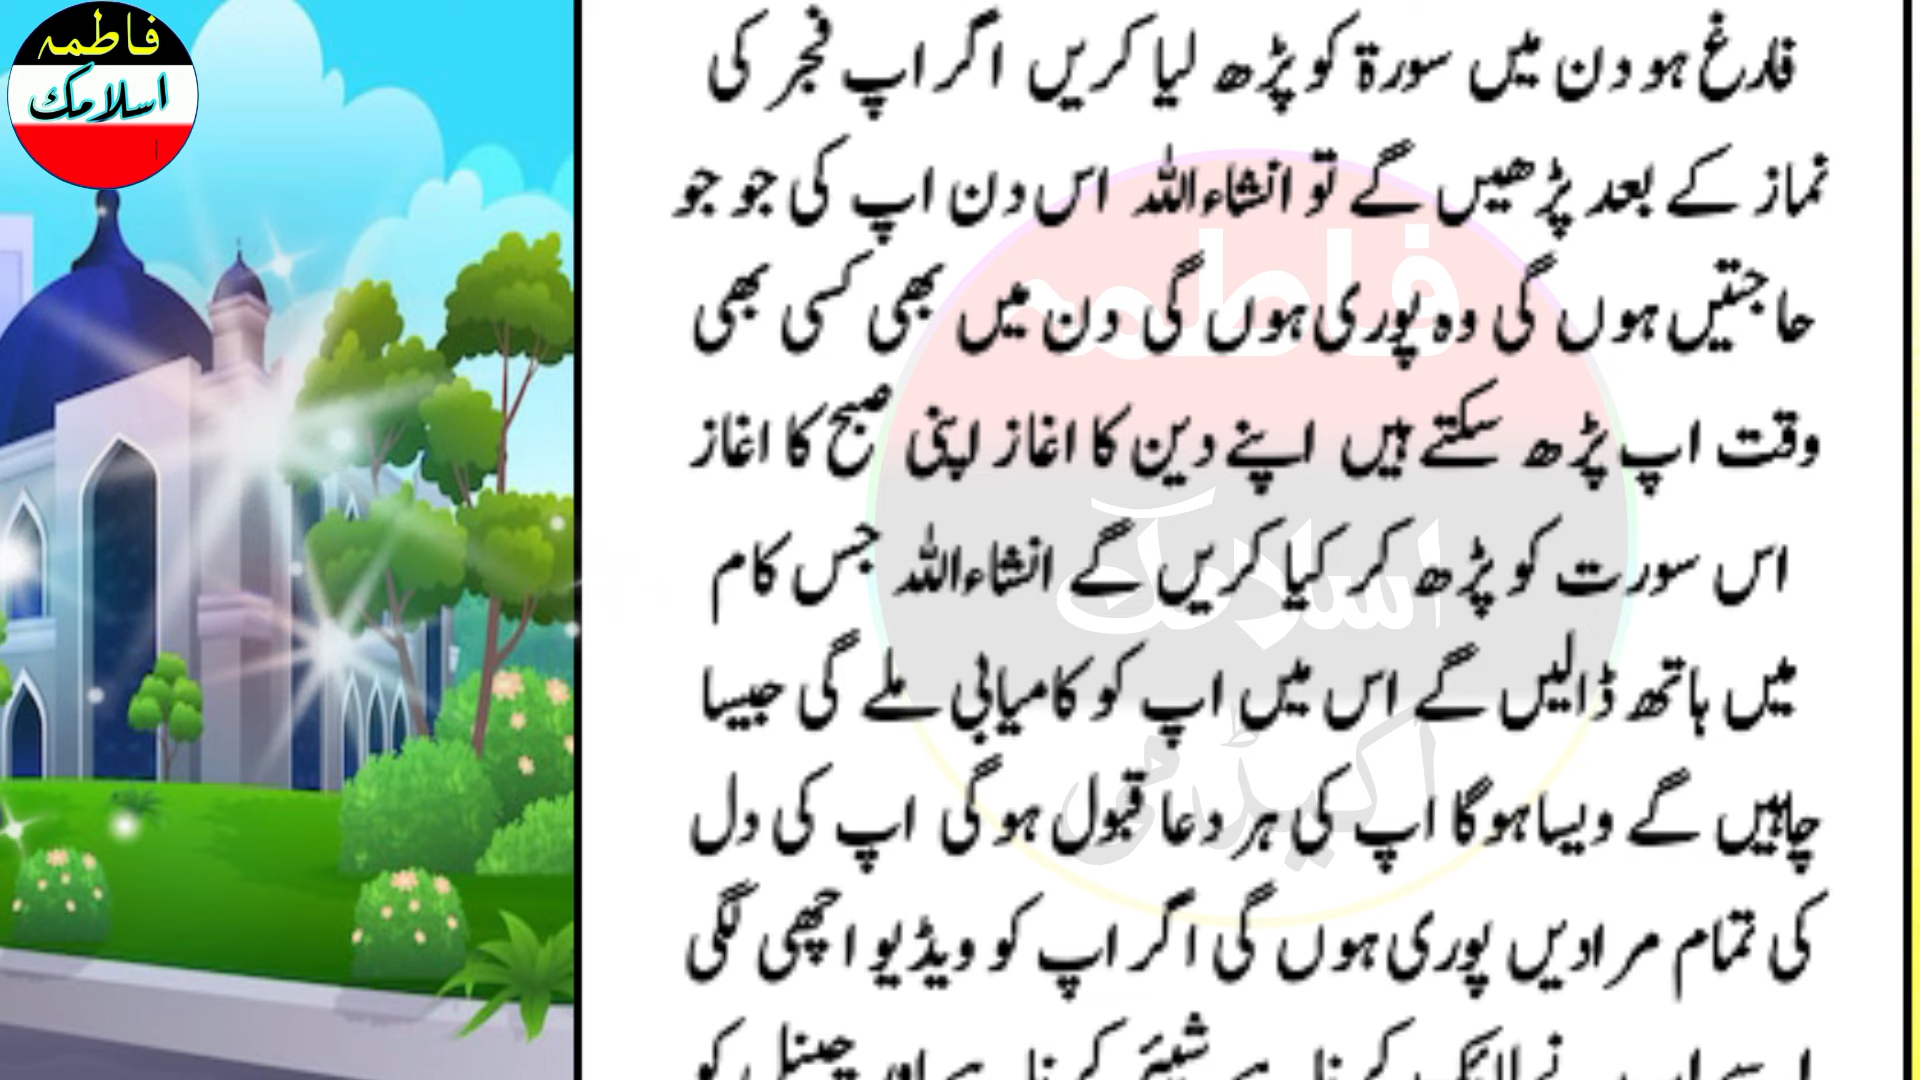 فاطمہ
اسلامک
فارغ ہو دن میں سورۃ کو پڑھ لیا کریں اگر اپ فجر کی
نماز کے بعد پڑھیں گے تو انشاءاللہ اس دن اپ کی جو جو
حاجتیں ہوں گی وہ پوری ہوں گی دن میں بھی کسی بھی
وقت اپ پڑھ سکتے ہیں اپنے دین کا اغاز اپنی صبح کا اغاز
اس سورت کو پڑھ کر کیا کریں گے انشاءاللہ جس کام
میں ہاتھ ڈالیں گے اس میں اپ کو کامیابی ملے گی جیسا
چاہیں گے ویسا ہوگا اپ کی ہر دعا قبول ہوگی اپ کی دل
کی تمام مرادیں پوری ہوں گی اگر اپ کو ویڈیو اچھی لگی
فاطمہ
اسلامک
اکیڈمی